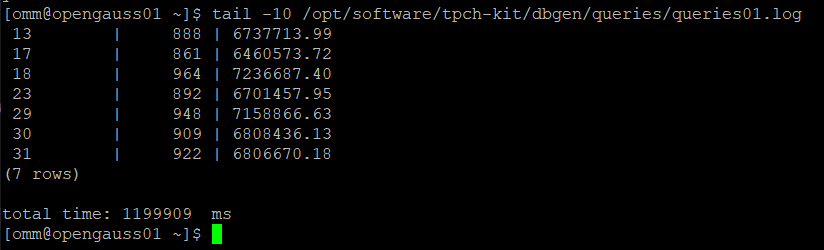 [omm@opengauss01 ~]$ tail -10 /opt/software/tpch-kit/dbgen/queries/queries01.log
13 | 888 | 6737713.99
17 | 861 | 6460573.72
18 | 964 | 7236687.40
23 | 892 | 6701457.95
29 | 948 | 7158866.63
30 | 909 | 6808436.13
31 | 922 | 6806670.18
(7 rows)
total time: 1199909  ms
[omm@opengauss01 ~]$